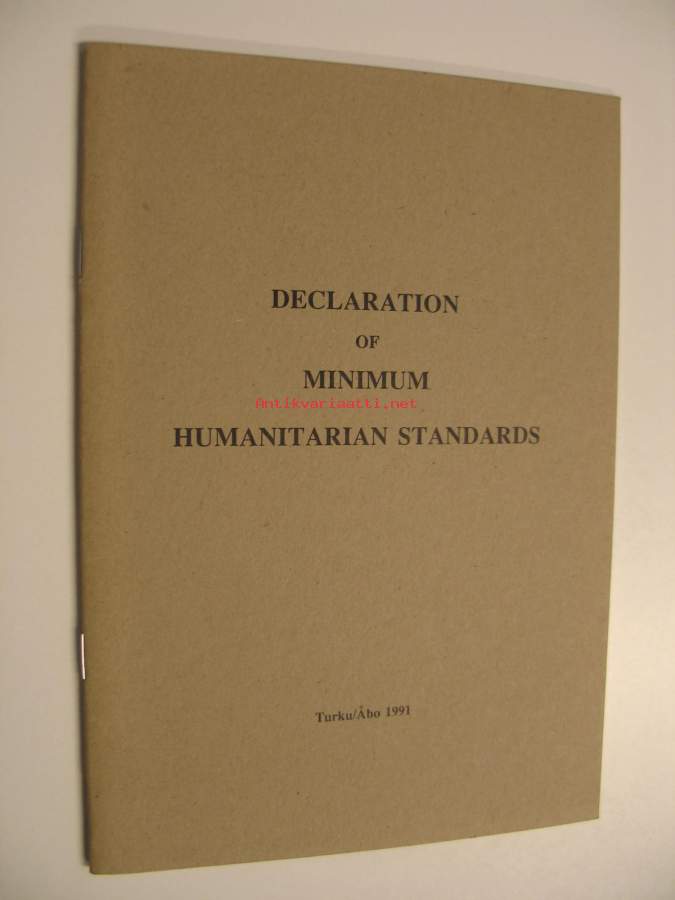 DECLARATION
OF
MINIMUM
Antikvariaatti.net
HUMANITARIAN STANDARDS
Turku/Åbo 1991